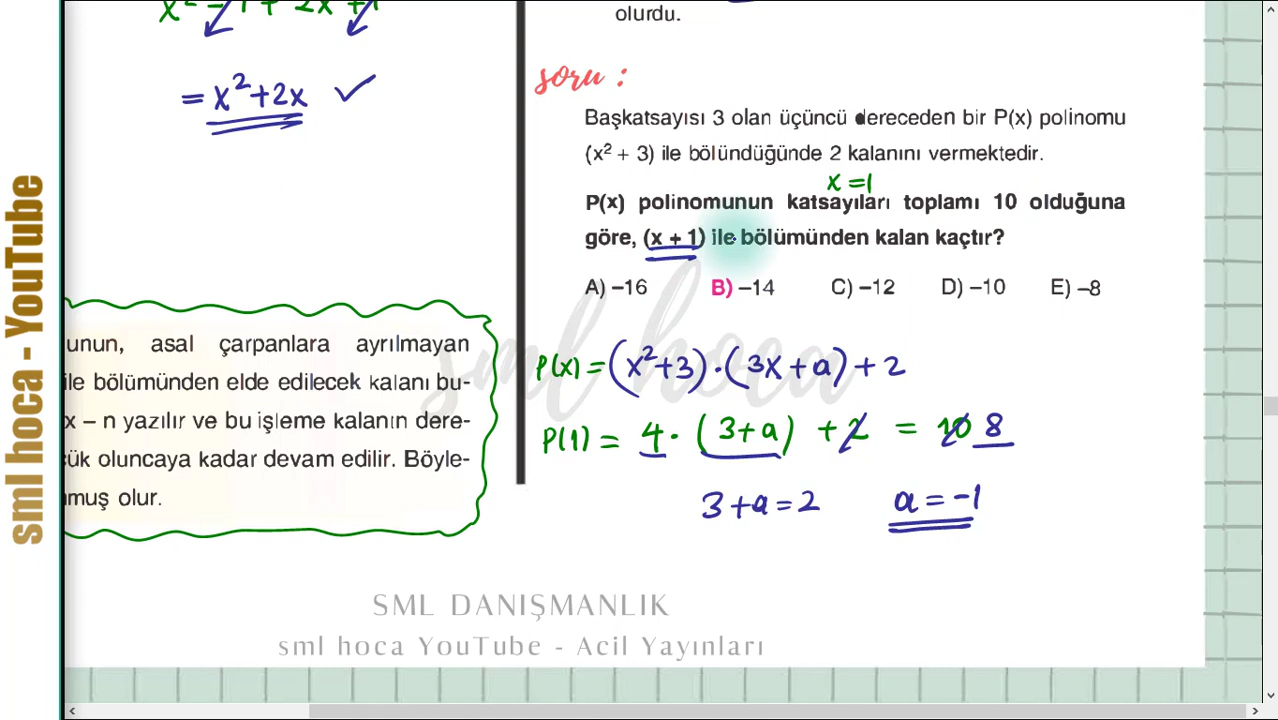 x² - 1 + 2x + 1
= x²+2x ✓
unun, asal çarpanlara ayrılmayan
ile bölümünden elde edilecek kalanı bu-
x – n yazılır ve bu işleme kalanın dere-
cük oluncaya kadar devam edilir. Böyle-
muş olur.
olurdu.
soru :
Başkatsayısı 3 olan üçüncü dereceden bir P(x) polinomu
(x² + 3) ile bölündüğünde 2 kalanını vermektedir.
x = 1
P(x) polinomunun katsayıları toplamı 10 olduğuna
göre, (x + 1) ile bölümünden kalan kaçtır?
A) –16 B) –14 C) –12 D) –10 E) –8
P(x) = (x²+3)·(3x+a)+2
P(1) = 4·(3+a) +2 = 10 8
3+a=2 a=-1
sml hoca
SML DANIŞMANLIK
sml hoca YouTube - Acil Yayınları
sml hoca - YouTube